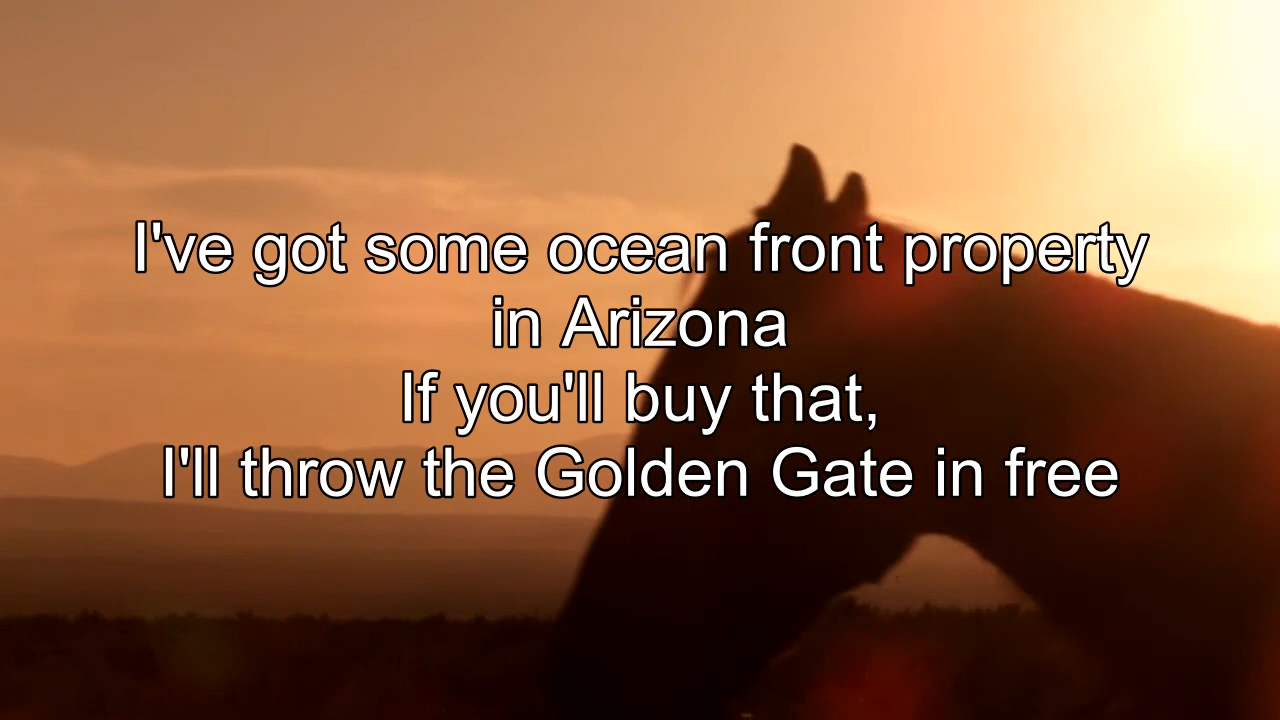 I've got some ocean front property
in Arizona
If you'll buy that,
I'll throw the Golden Gate in free